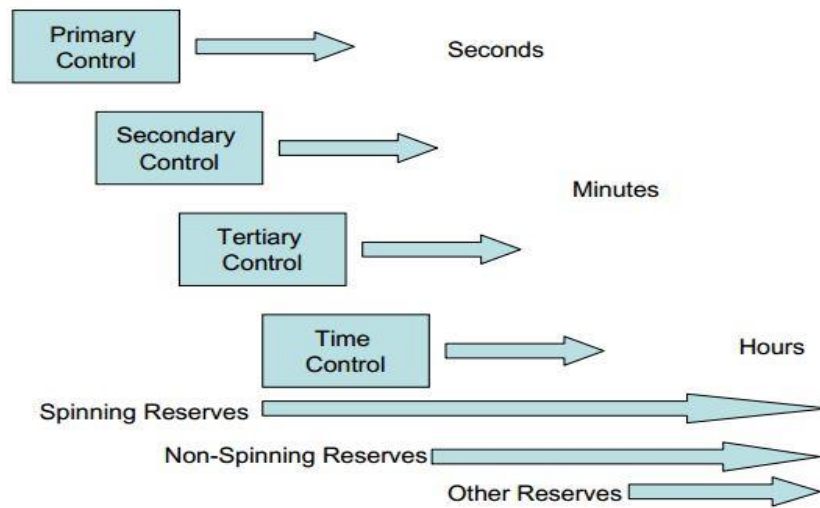 Primary
Control
Seconds
Secondary
Control
Minutes
Tertiary
Control
Time
Control
Hours
Spinning Reserves
Non-Spinning Reserves
Other Reserves